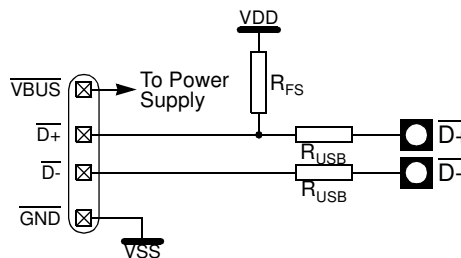 VDD
VBUS
To Power
Supply
RFS
D+
D+
RUSB
D-
D-
RUSB
GND
VSS